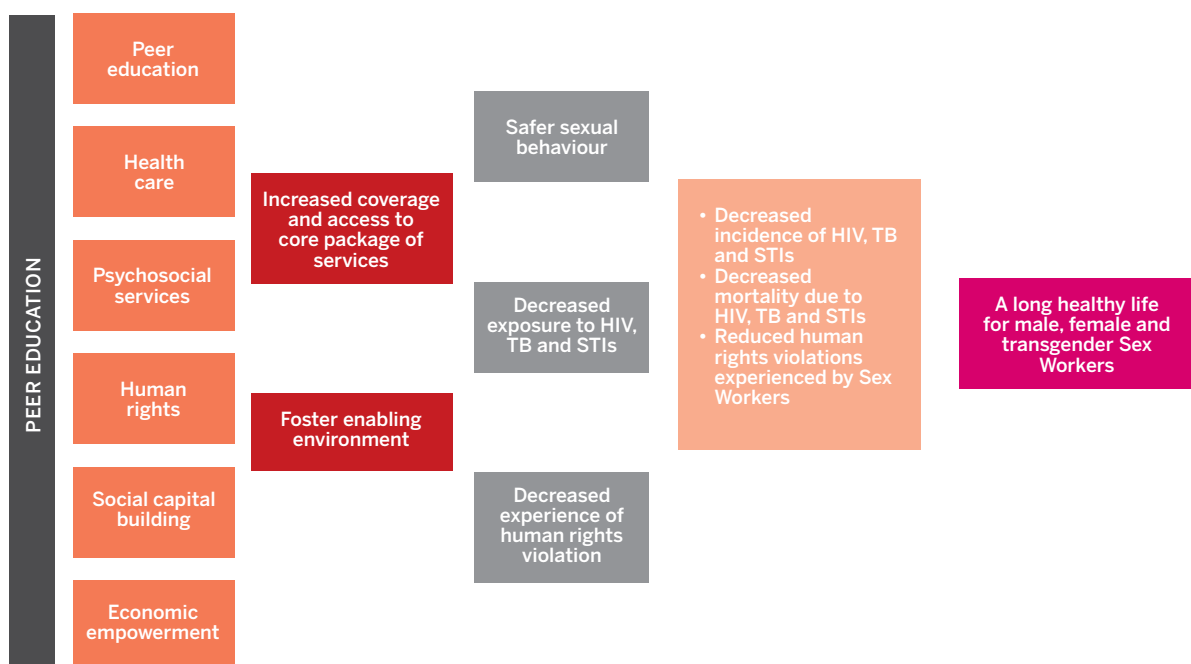 PEER EDUCATION
Peer
education
Health
care
Psychosocial
services
Human
rights
Social capital
building
Economic
empowerment
Increased coverage
and access to
core package of
services
Foster enabling
environment
Safer sexual
behaviour
Decreased
exposure to HIV,
TB and STIs
Decreased
experience of
human rights
violation
• Decreased
incidence of HIV, TB
and STIs
• Decreased
mortality due to
HIV, TB and STIs
• Reduced human
rights violations
experienced by Sex
Workers
A long healthy life
for male, female and
transgender Sex
Workers